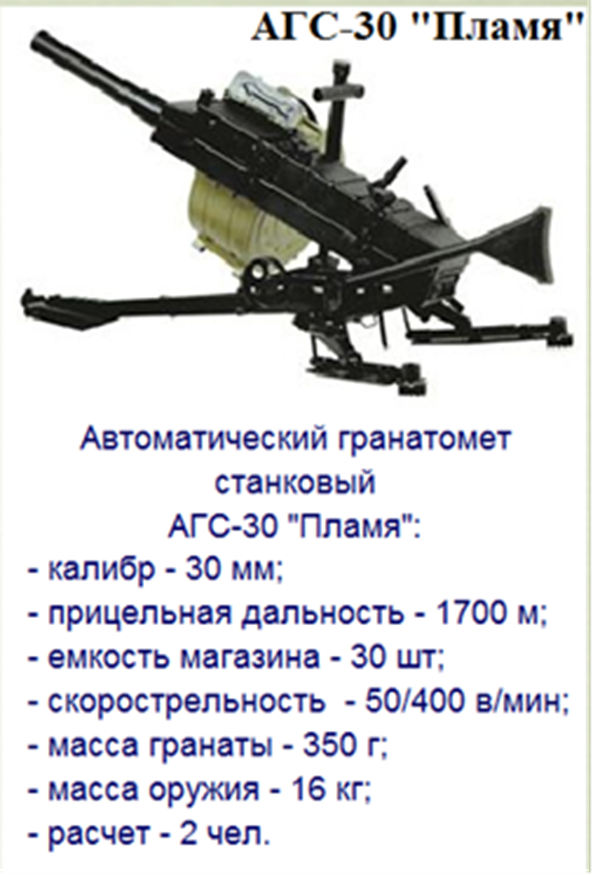 АГС-30 "Пламя"
Автоматический гранатомет
станковый
АГС-30 "Пламя":
- калибр - 30 мм;
- прицельная дальность - 1700 м;
- емкость магазина - 30 шт;
- скорострельность - 50/400 в/мин;
- масса гранаты - 350 г;
- масса оружия - 16 кг;
- расчет - 2 чел.